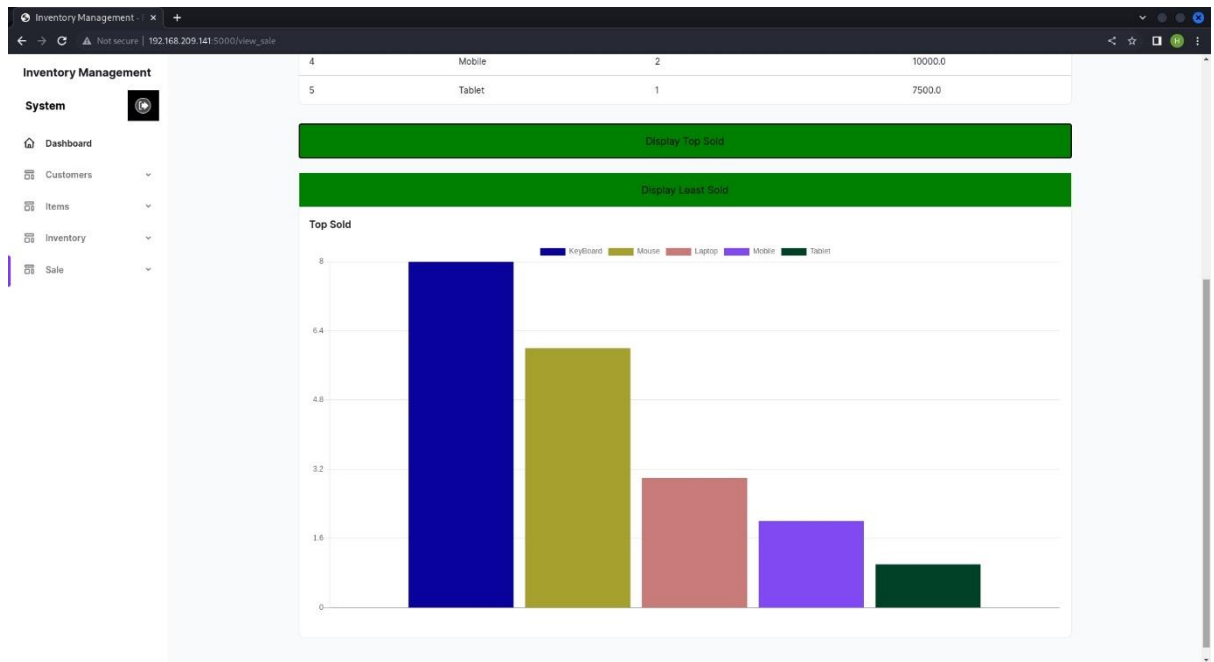 Inventory Management - I
Not secure | 192.168.209.141:5000/view_sale
H
Inventory Management
System
Dashboard
Customers
Items
Inventory
Sale
4 Mobile 2 10000.0
5 Tablet 1 7500.0
Display Top Sold
Display Least Sold
Top Sold
KeyBoard Mouse Laptop Mobile Tablet
8
6.4
4.8
3.2
1.6
0